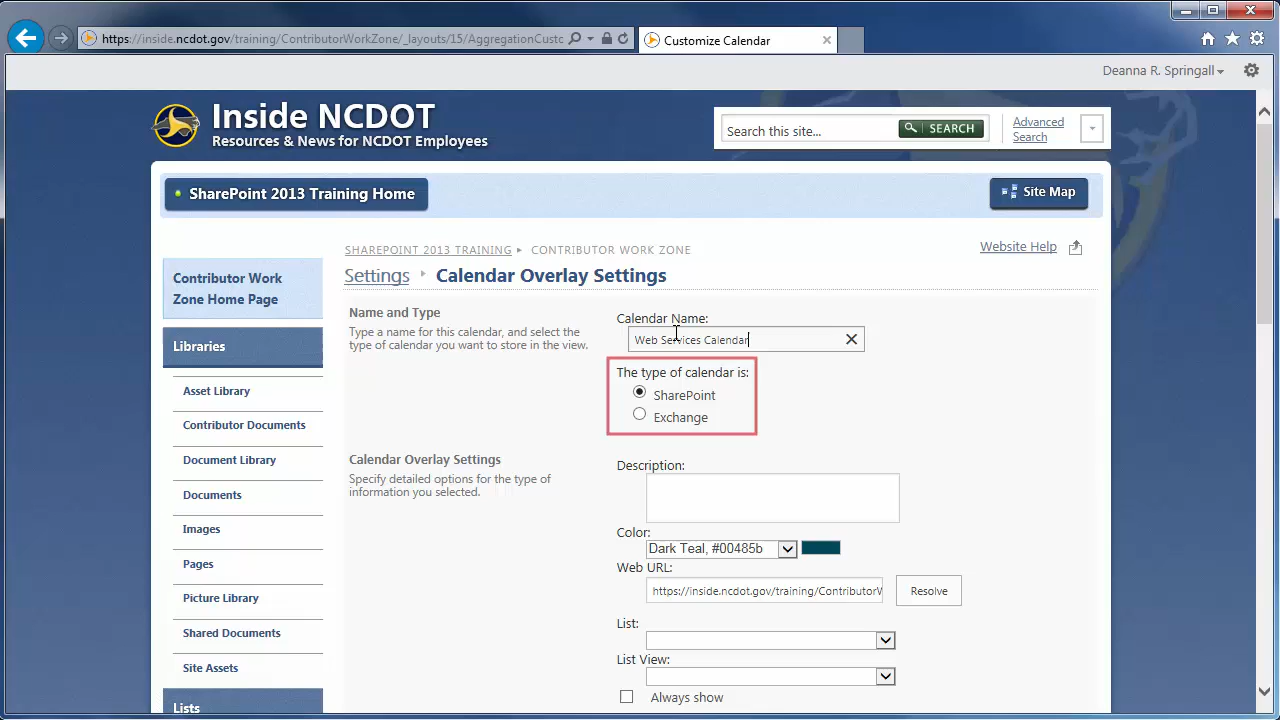 https://inside.ncdot.gov/training/ContributorWorkZone/_layouts/15/AggregationCustc
Customize Calendar
Deanna R. Springall
Inside NCDOT
Resources & News for NCDOT Employees
Search this site...
SEARCH
Advanced
Search
SharePoint 2013 Training Home
Site Map
SHAREPOINT 2013 TRAINING
CONTRIBUTOR WORK ZONE
Website Help
Settings
Calendar Overlay Settings
Contributor Work
Zone Home Page
Libraries
Asset Library
Contributor Documents
Document Library
Documents
Images
Pages
Picture Library
Shared Documents
Site Assets
Lists
Name and Type
Type a name for this calendar, and select the
type of calendar you want to store in the view.
Calendar Name:
Web Services Calendar
The type of calendar is:
SharePoint
Exchange
Calendar Overlay Settings
Specify detailed options for the type of
information you selected.
Description:
Color:
Dark Teal, #00485b
Web URL:
https://inside.ncdot.gov/training/ContributorW
Resolve
List:
List View:
Always show